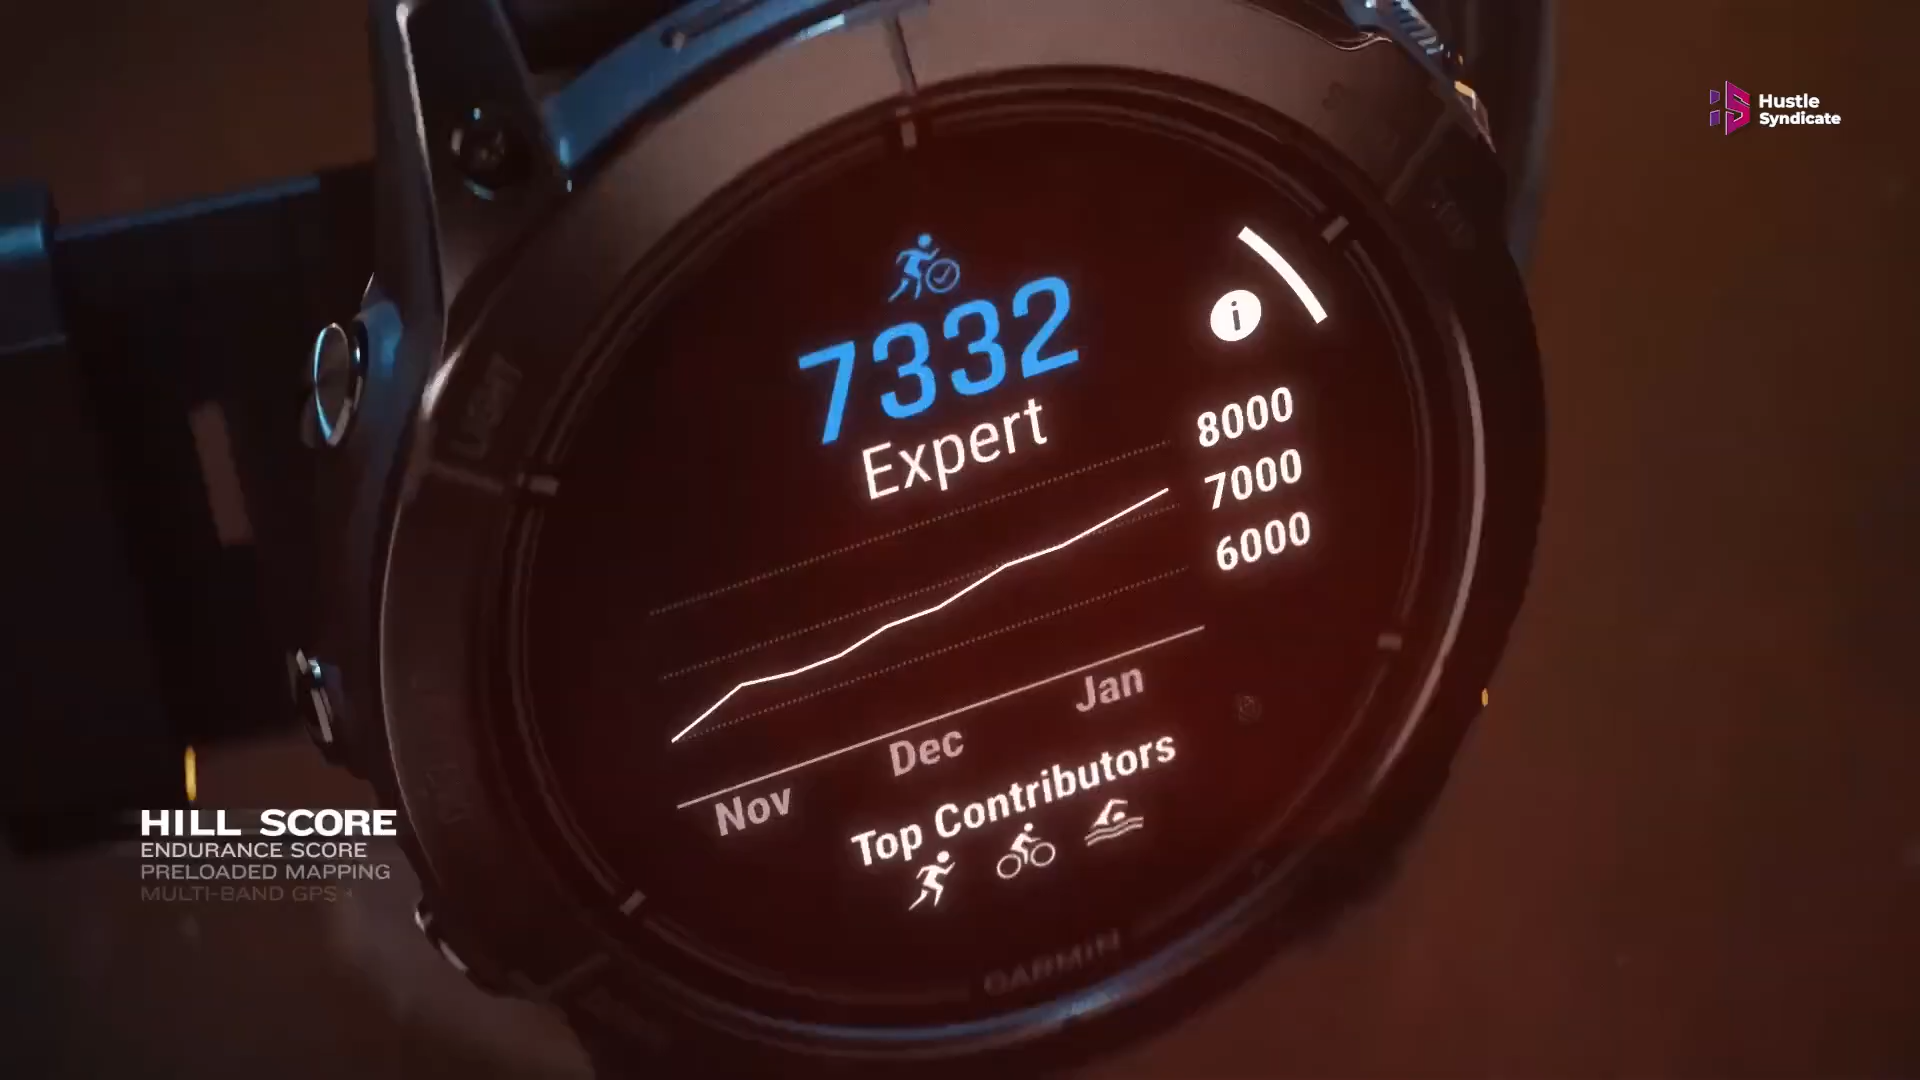 Hustle
Syndicate
7332
Expert
8000
7000
6000
Nov
Dec
Jan
Top Contributors
HILL SCORE
ENDURANCE SCORE
PRELOADED MAPPING
MULTI-BAND GPS
LIGHT
GARMIN